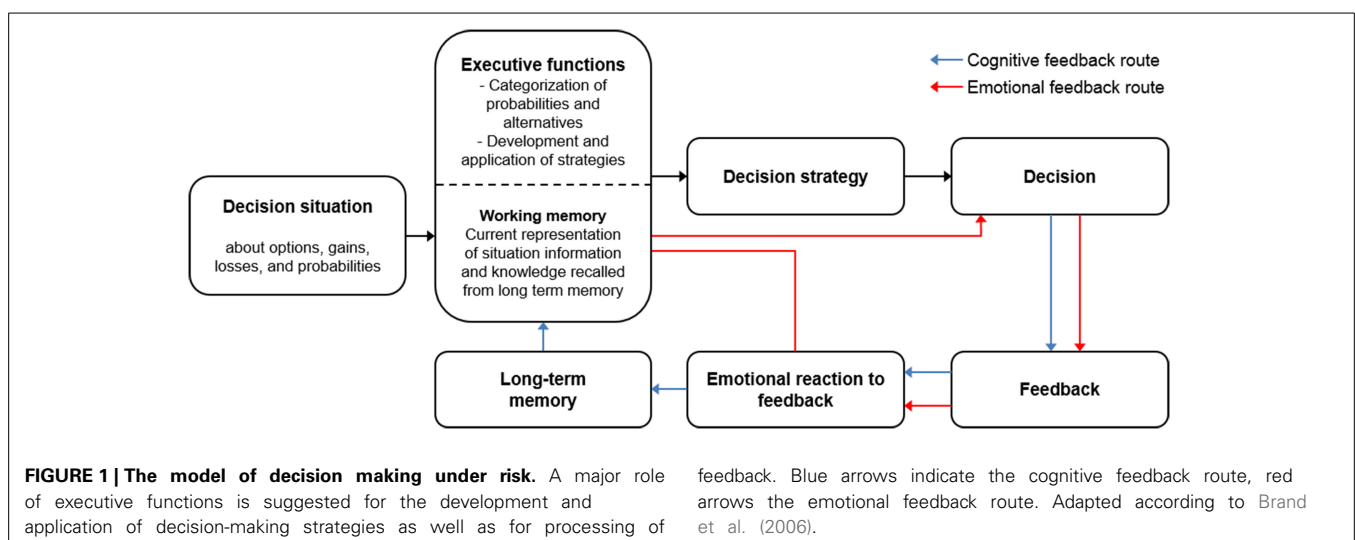 Executive functions
- Categorization of
probabilities and
alternatives
- Development and
application of strategies
Cognitive feedback route
Emotional feedback route
Decision situation
about options, gains,
losses, and probabilities
Working memory
Current representation
of situation information
and knowledge recalled
from long term memory
Decision strategy
Decision
Long-term
memory
Emotional reaction to
feedback
Feedback
FIGURE 1 | The model of decision making under risk. A major role
of executive functions is suggested for the development and
application of decision-making strategies as well as for processing of
feedback. Blue arrows indicate the cognitive feedback route, red
arrows the emotional feedback route. Adapted according to Brand
et al. (2006).